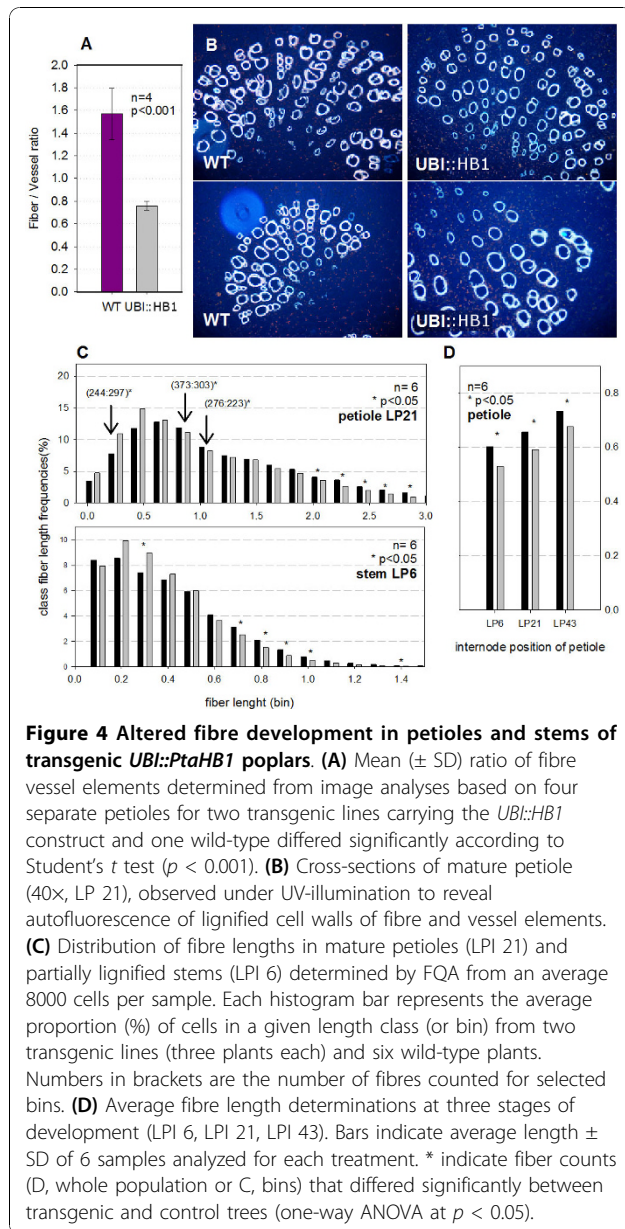 A
2.0
1.8
1.6
1.4
1.2
1.0
0.8
0.6
0.4
0.2
0.0
Fiber / Vessel ratio
n=4
p<0.001
WT UBI::HB1
B
WT
UBI::HB1
WT
UBI::HB1
C
20
15
10
5
0
(244:297)*
(373:303)*
(276:223)*
n= 6
* p<0.05
petiole LP21
*
*
*
*
*
0.0 0.5 1.0 1.5 2.0 2.5 3.0
class fiber length frequencies(%)
10
8
6
4
2
0
n= 6
* p<0.05
stem LP6
*
*
*
*
*
*
0.2 0.4 0.6 0.8 1.0 1.2 1.4
fiber lenght (bin)
D
n=6
* p<0.05
petiole
*
*
*
0.8
0.6
0.4
0.2
0.0
LP6 LP21 LP43
internode position of petiole
Figure 4 Altered fibre development in petioles and stems of
transgenic UBI::PtaHB1 poplars. (A) Mean (± SD) ratio of fibre
vessel elements determined from image analyses based on four
separate petioles for two transgenic lines carrying the UBI::HB1
construct and one wild-type differed significantly according to
Student's t test (p < 0.001). (B) Cross-sections of mature petiole
(40×, LP 21), observed under UV-illumination to reveal
autofluorescence of lignified cell walls of fibre and vessel elements.
(C) Distribution of fibre lengths in mature petioles (LPI 21) and
partially lignified stems (LPI 6) determined by FQA from an average
8000 cells per sample. Each histogram bar represents the average
proportion (%) of cells in a given length class (or bin) from two
transgenic lines (three plants each) and six wild-type plants.
Numbers in brackets are the number of fibres counted for selected
bins. (D) Average fibre length determinations at three stages of
development (LPI 6, LPI 21, LPI 43). Bars indicate average length ±
SD of 6 samples analyzed for each treatment. * indicate fiber counts
(D, whole population or C, bins) that differed significantly between
transgenic and control trees (one-way ANOVA at p < 0.05).